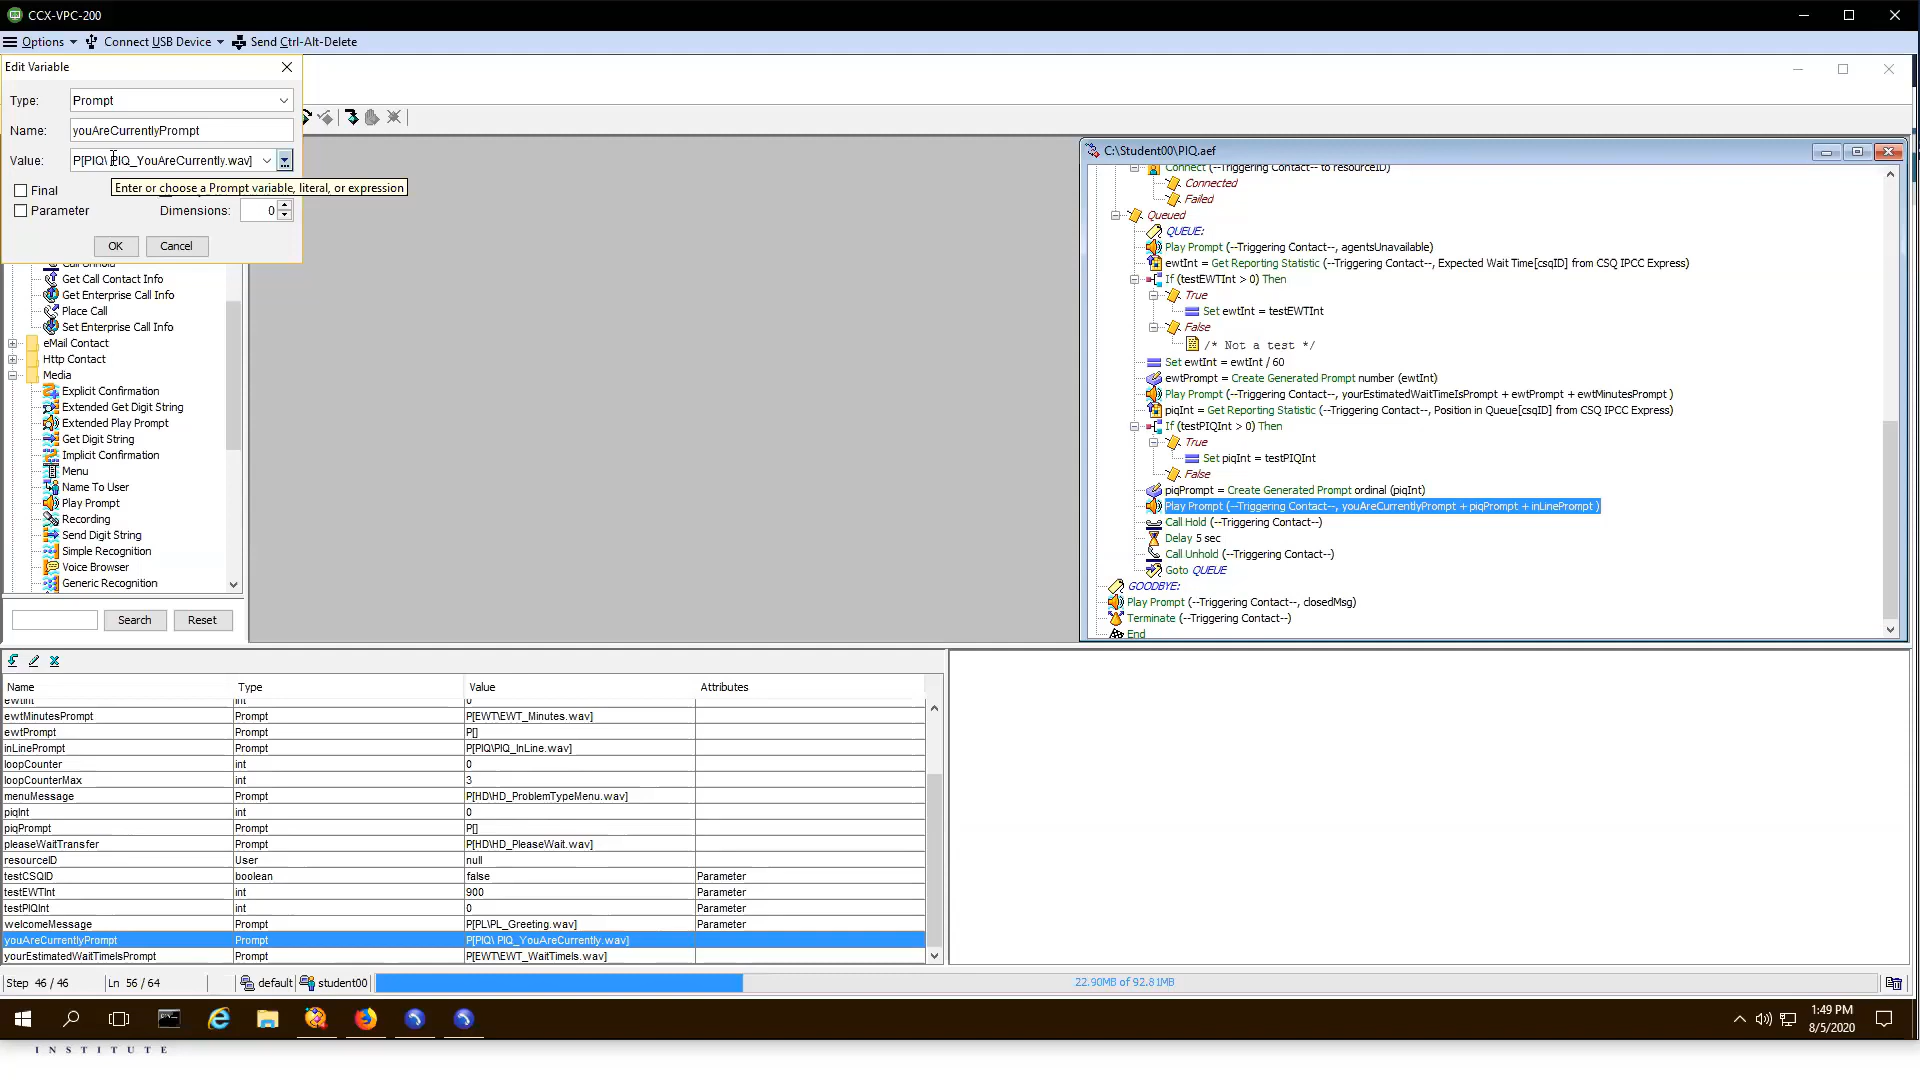 CCX-VPC-200
Options
Connect USB Device
Send Ctrl-Alt-Delete
Edit Variable
Type:
Prompt
Name:
youAreCurrentlyPrompt
Value:
P[PIQ\ PIQ_YouAreCurrently.wav]
Final
Enter or choose a Prompt variable, literal, or expression
Parameter
Dimensions:
0
OK
Cancel
Call Unhold
Get Call Contact Info
Get Enterprise Call Info
Place Call
Set Enterprise Call Info
eMail Contact
Http Contact
Media
Explicit Confirmation
Extended Get Digit String
Extended Play Prompt
Get Digit String
Implicit Confirmation
Menu
Name To User
Play Prompt
Recording
Send Digit String
Simple Recognition
Voice Browser
Generic Recognition
Search
Reset
C:\Student00\PIQ.aef
Connect (--Triggering Contact-- to resourceID)
Connected
Failed
Queued
QUEUE:
Play Prompt (--Triggering Contact--, agentsUnavailable)
ewtInt = Get Reporting Statistic (--Triggering Contact--, Expected Wait Time[csqID] from CSQ IPCC Express)
If (testEWTInt > 0) Then
True
Set ewtInt = testEWTInt
False
/* Not a test */
Set ewtInt = ewtInt / 60
ewtPrompt = Create Generated Prompt number (ewtInt)
Play Prompt (--Triggering Contact--, yourEstimatedWaitTimeIsPrompt + ewtPrompt + ewtMinutesPrompt )
piqInt = Get Reporting Statistic (--Triggering Contact--, Position in Queue[csqID] from CSQ IPCC Express)
If (testPIQInt > 0) Then
True
Set piqInt = testPIQInt
False
piqPrompt = Create Generated Prompt ordinal (piqInt)
Play Prompt (--Triggering Contact--, youAreCurrentlyPrompt + piqPrompt + inLinePrompt )
Call Hold (--Triggering Contact--)
Delay 5 sec
Call Unhold (--Triggering Contact--)
Goto QUEUE
GOODBYE:
Play Prompt (--Triggering Contact--, closedMsg)
Terminate (--Triggering Contact--)
End
Name Type Value Attributes
ewtInt int 0
ewtMinutesPrompt Prompt P[EWT\EWT_Minutes.wav]
ewtPrompt Prompt P[]
inLinePrompt Prompt P[PIQ\PIQ_InLine.wav]
loopCounter int 0
loopCounterMax int 3
menuMessage Prompt P[HD\HD_ProblemTypeMenu.wav]
piqInt int 0
piqPrompt Prompt P[]
pleaseWaitTransfer Prompt P[HD\HD_PleaseWait.wav]
resourceID User null
testCSQID boolean false Parameter
testEWTInt int 900 Parameter
testPIQInt int 0 Parameter
welcomeMessage Prompt P[PL\PL_Greeting.wav] Parameter
youAreCurrentlyPrompt Prompt P[PIQ\ PIQ_YouAreCurrently.wav]
yourEstimatedWaitTimeIsPrompt Prompt P[EWT\EWT_WaitTimeIs.wav]
Step 46 / 46
Ln 56 / 64
default
student00
22.90MB of 92.81MB
1:49 PM
8/5/2020
INSTITUTE